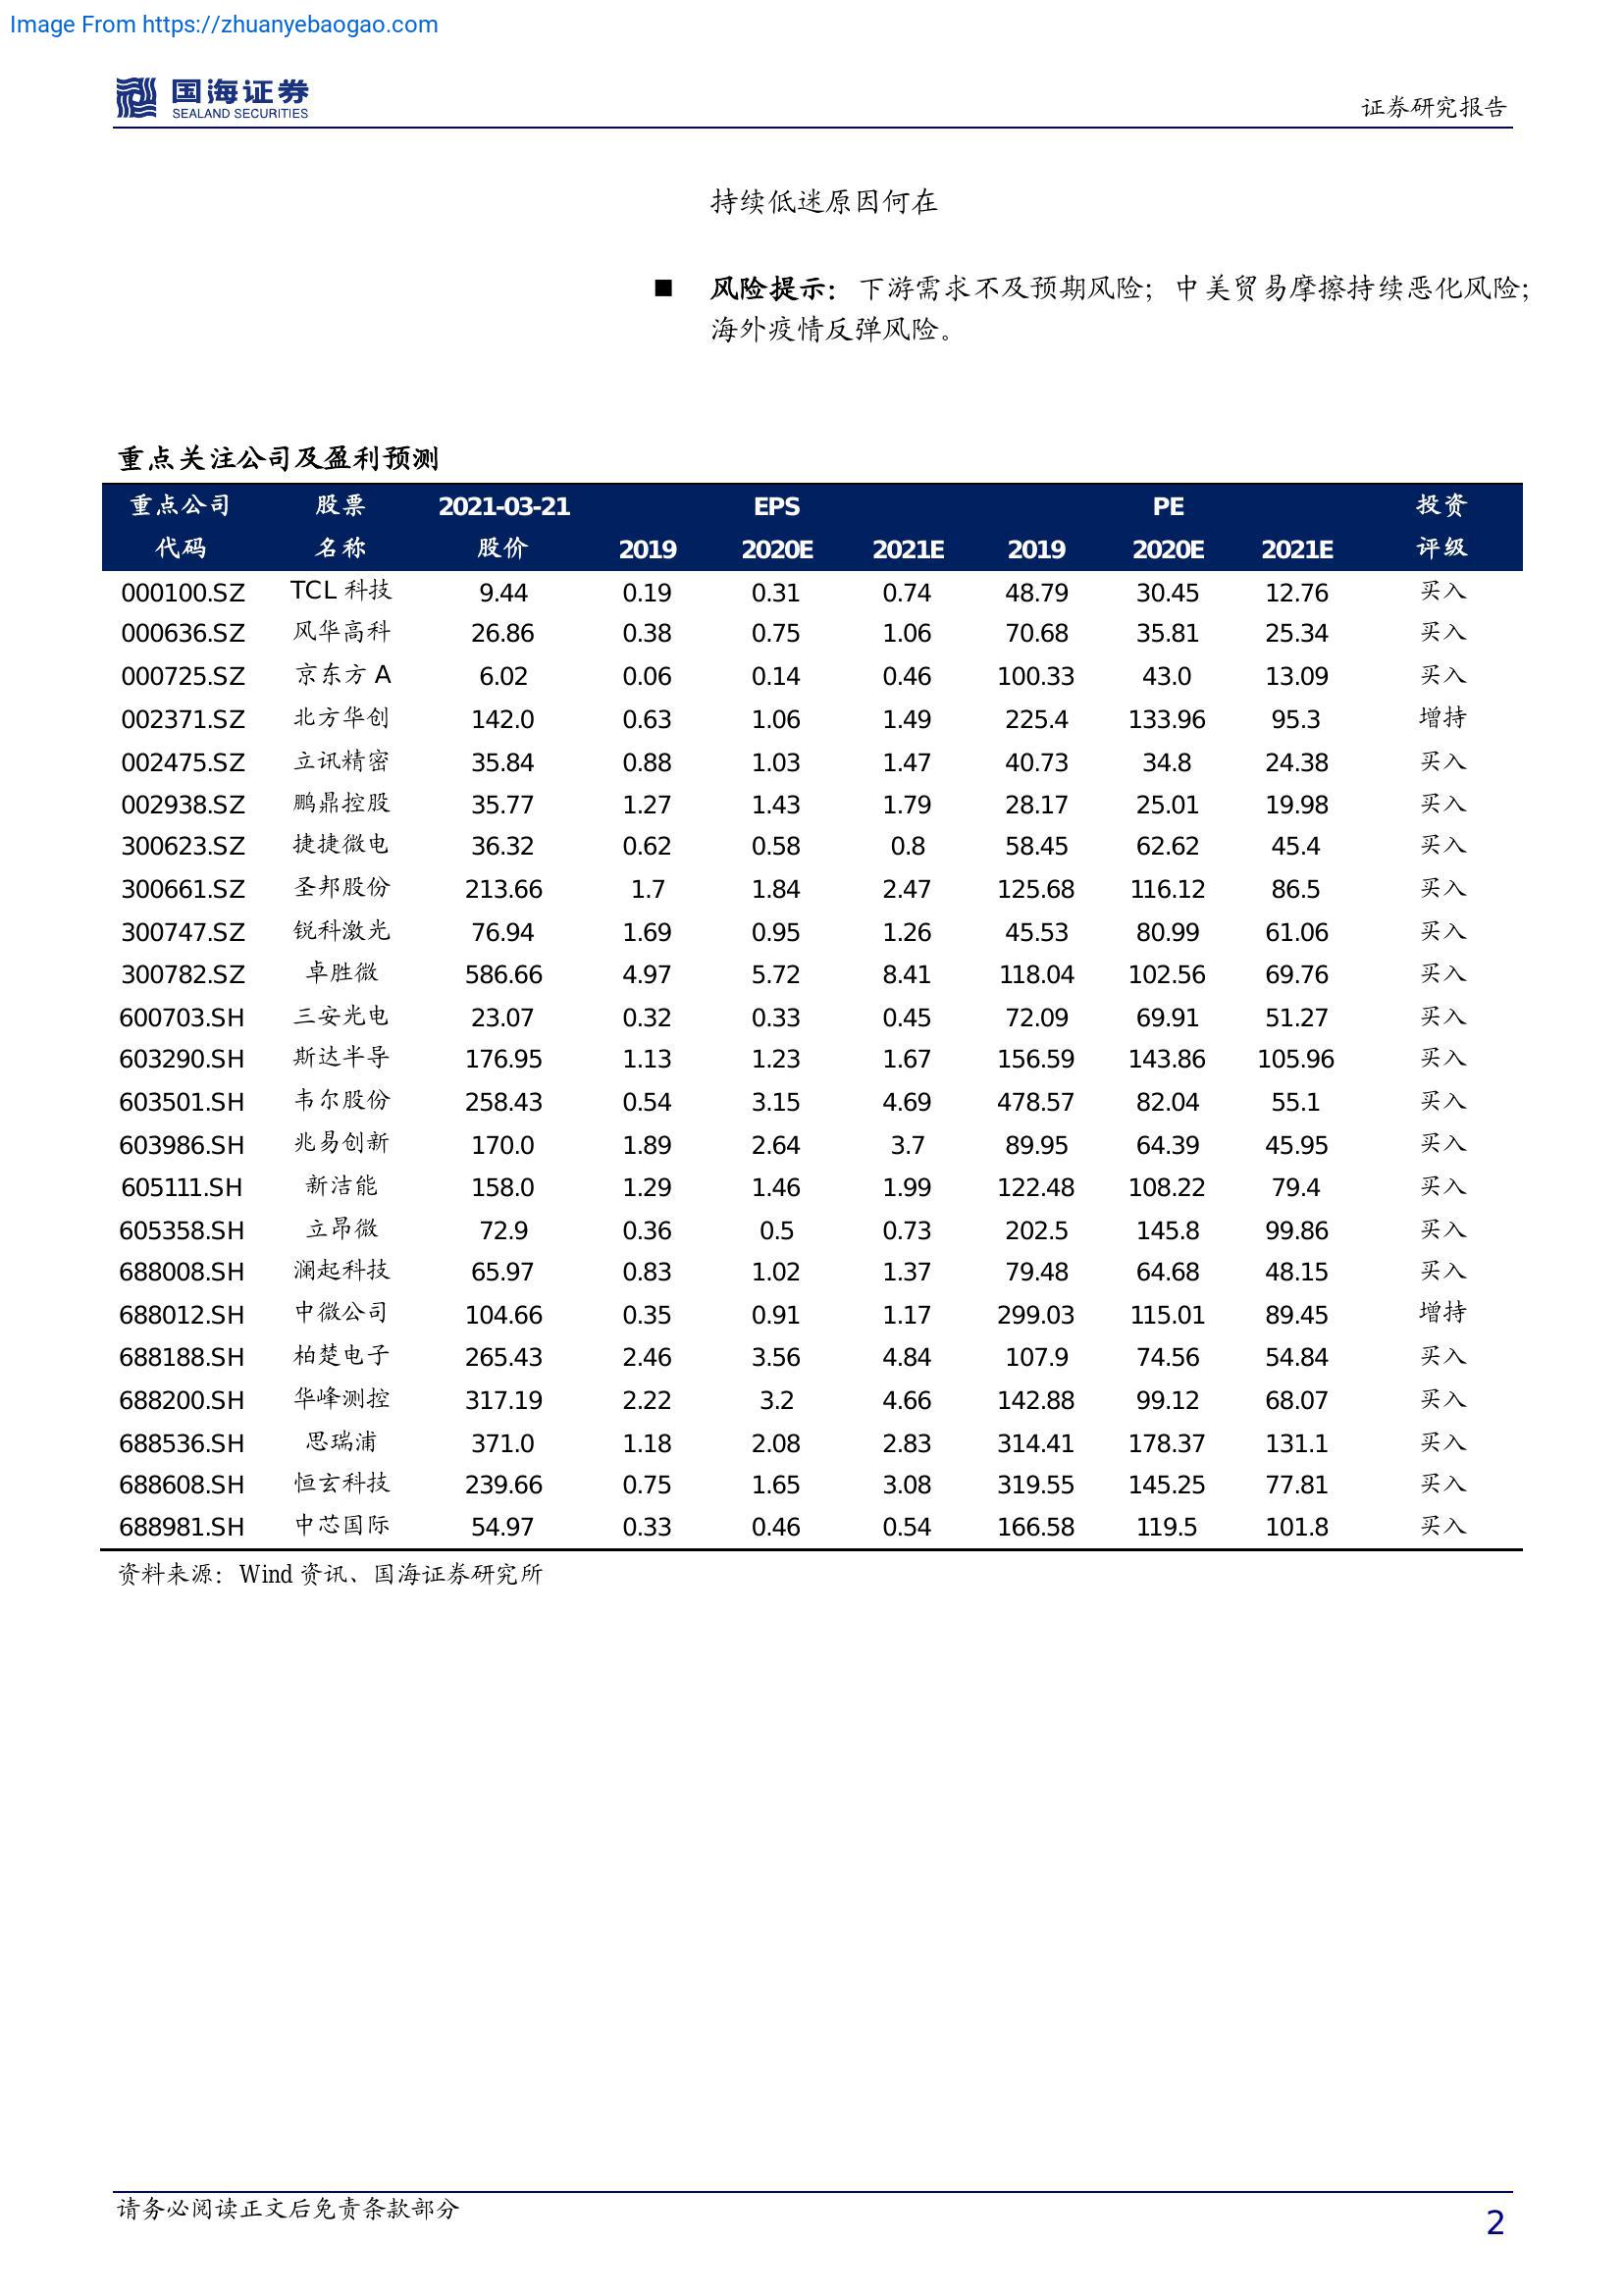 Image From https://zhuanyebaogao.com
国海证券
SEALAND SECURITIES
证券研究报告
持续低迷原因何在
■ 风险提示：下游需求不及预期风险；中美贸易摩擦持续恶化风险；
海外疫情反弹风险。
重点关注公司及盈利预测
重点公司 股票 2021-03-21 EPS PE 投资
代码 名称 股价 2019 2020E 2021E 2019 2020E 2021E 评级
000100.SZ TCL 科技 9.44 0.19 0.31 0.74 48.79 30.45 12.76 买入
000636.SZ 风华高科 26.86 0.38 0.75 1.06 70.68 35.81 25.34 买入
000725.SZ 京东方 A 6.02 0.06 0.14 0.46 100.33 43.0 13.09 买入
002371.SZ 北方华创 142.0 0.63 1.06 1.49 225.4 133.96 95.3 增持
002475.SZ 立讯精密 35.84 0.88 1.03 1.47 40.73 34.8 24.38 买入
002938.SZ 鹏鼎控股 35.77 1.27 1.43 1.79 28.17 25.01 19.98 买入
300623.SZ 捷捷微电 36.32 0.62 0.58 0.8 58.45 62.62 45.4 买入
300661.SZ 圣邦股份 213.66 1.7 1.84 2.47 125.68 116.12 86.5 买入
300747.SZ 锐科激光 76.94 1.69 0.95 1.26 45.53 80.99 61.06 买入
300782.SZ 卓胜微 586.66 4.97 5.72 8.41 118.04 102.56 69.76 买入
600703.SH 三安光电 23.07 0.32 0.33 0.45 72.09 69.91 51.27 买入
603290.SH 斯达半导 176.95 1.13 1.23 1.67 156.59 143.86 105.96 买入
603501.SH 韦尔股份 258.43 0.54 3.15 4.69 478.57 82.04 55.1 买入
603986.SH 兆易创新 170.0 1.89 2.64 3.7 89.95 64.39 45.95 买入
605111.SH 新洁能 158.0 1.29 1.46 1.99 122.48 108.22 79.4 买入
605358.SH 立昂微 72.9 0.36 0.5 0.73 202.5 145.8 99.86 买入
688008.SH 澜起科技 65.97 0.83 1.02 1.37 79.48 64.68 48.15 买入
688012.SH 中微公司 104.66 0.35 0.91 1.17 299.03 115.01 89.45 增持
688188.SH 柏楚电子 265.43 2.46 3.56 4.84 107.9 74.56 54.84 买入
688200.SH 华峰测控 317.19 2.22 3.2 4.66 142.88 99.12 68.07 买入
688536.SH 思瑞浦 371.0 1.18 2.08 2.83 314.41 178.37 131.1 买入
688608.SH 恒玄科技 239.66 0.75 1.65 3.08 319.55 145.25 77.81 买入
688981.SH 中芯国际 54.97 0.33 0.46 0.54 166.58 119.5 101.8 买入
资料来源：Wind 资讯、国海证券研究所
请务必阅读正文后免责条款部分
2